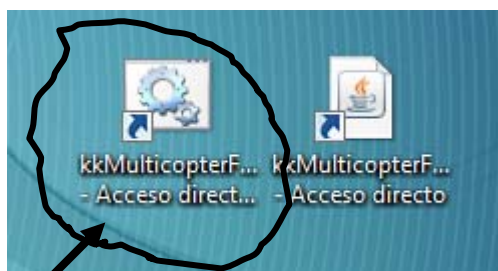 kkMulticopterF...
- Acceso direct...
kkMulticopterF...
- Acceso directo